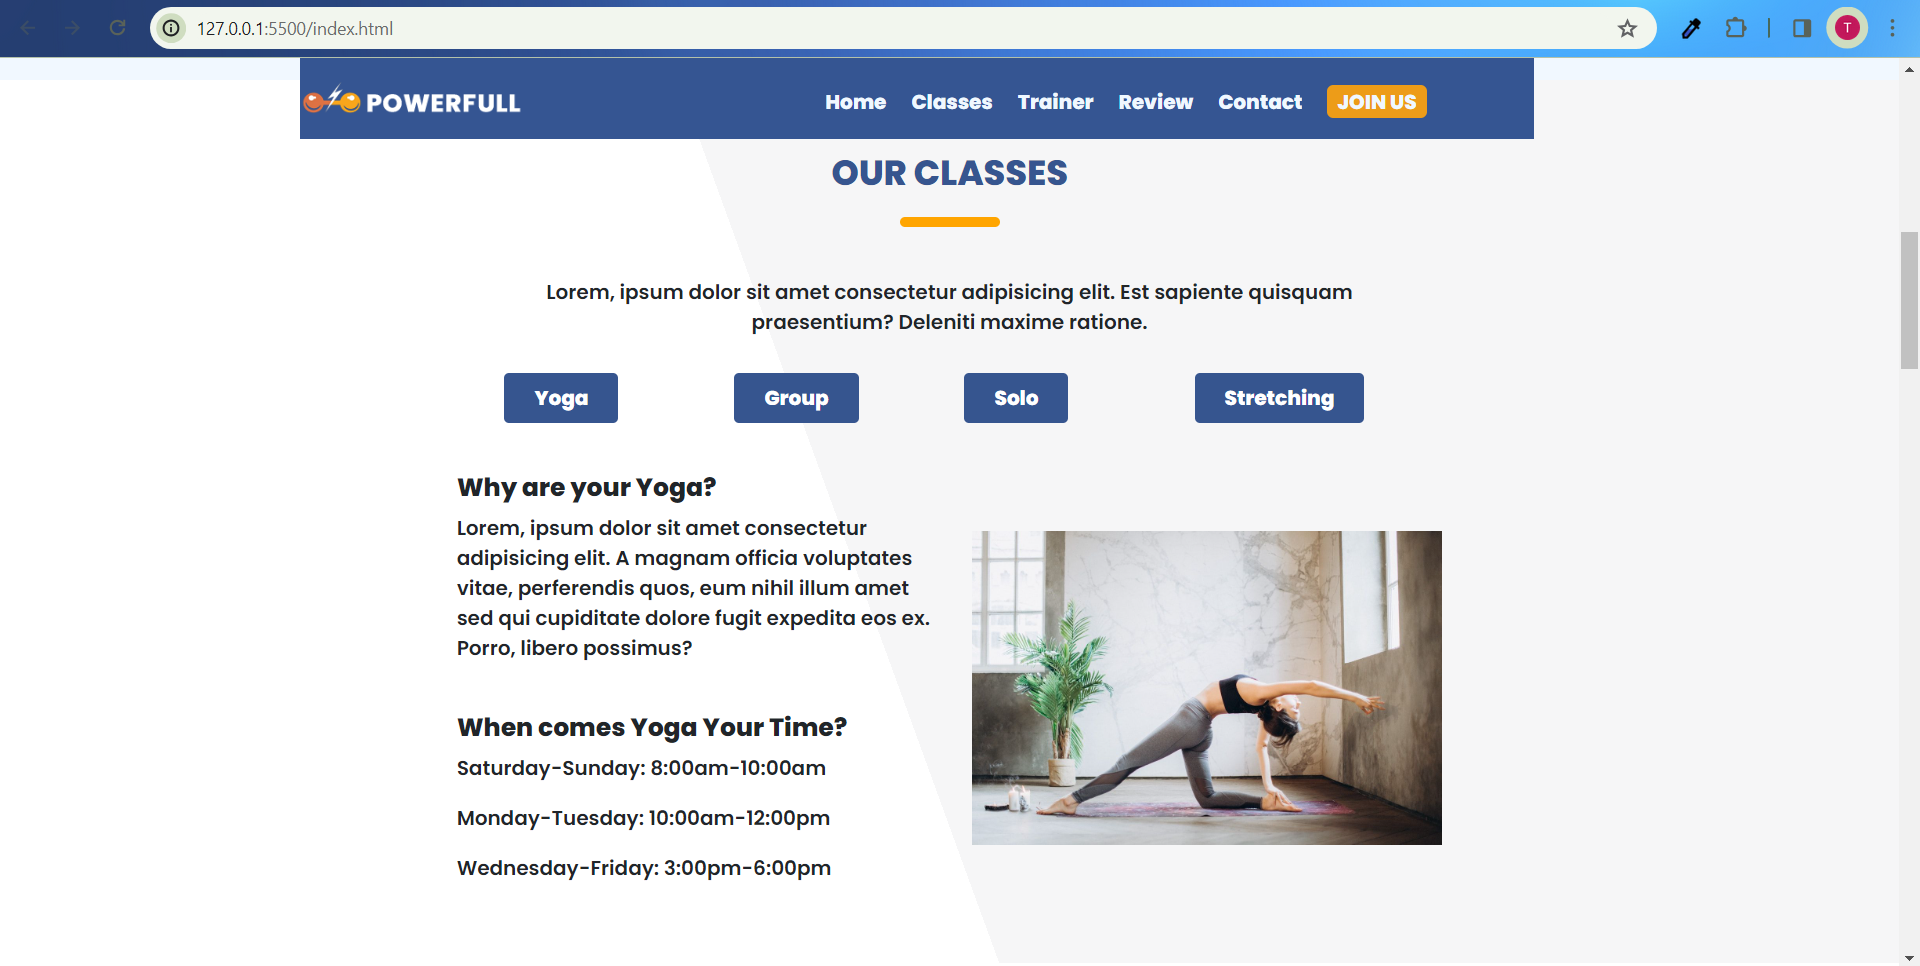 127.0.0.1:5500/index.html
T
POWERFULL
Home Classes Trainer Review Contact JOIN US
OUR CLASSES
Lorem, ipsum dolor sit amet consectetur adipisicing elit. Est sapiente quisquam
praesentium? Deleniti maxime ratione.
Yoga Group Solo Stretching
Why are your Yoga?
Lorem, ipsum dolor sit amet consectetur
adipisicing elit. A magnam officia voluptates
vitae, perferendis quos, eum nihil illum amet
sed qui cupiditate dolore fugit expedita eos ex.
Porro, libero possimus?
When comes Yoga Your Time?
Saturday-Sunday: 8:00am-10:00am
Monday-Tuesday: 10:00am-12:00pm
Wednesday-Friday: 3:00pm-6:00pm